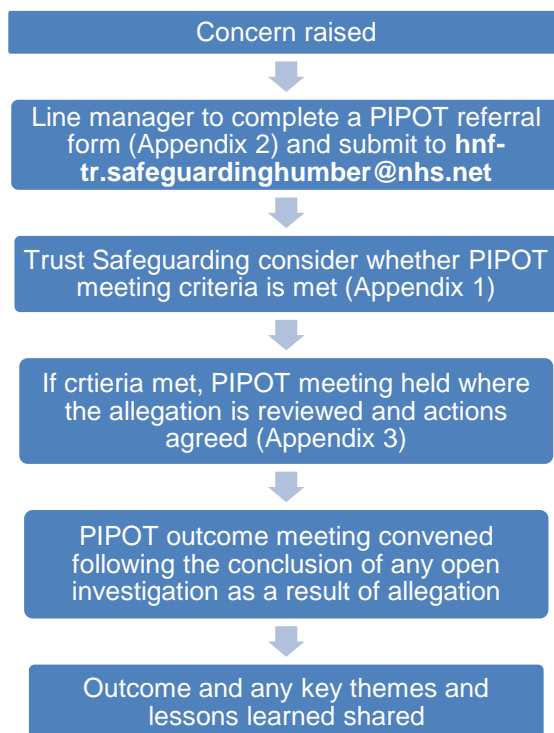 Concern raised
Line manager to complete a PIPOT referral
form (Appendix 2) and submit to hnf-
tr.safeguardinghumber@nhs.net
Trust Safeguarding consider whether PIPOT
meeting criteria is met (Appendix 1)
If crtieria met, PIPOT meeting held where
the allegation is reviewed and actions
agreed (Appendix 3)
PIPOT outcome meeting convened
following the conclusion of any open
investigation as a result of allegation
Outcome and any key themes and
lessons learned shared